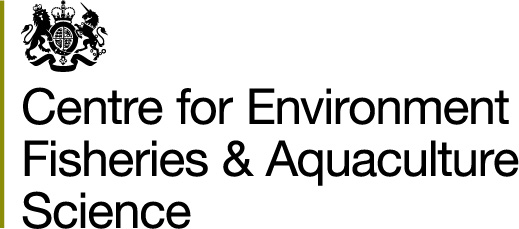 Centre for Environment
Fisheries & Aquaculture
Science